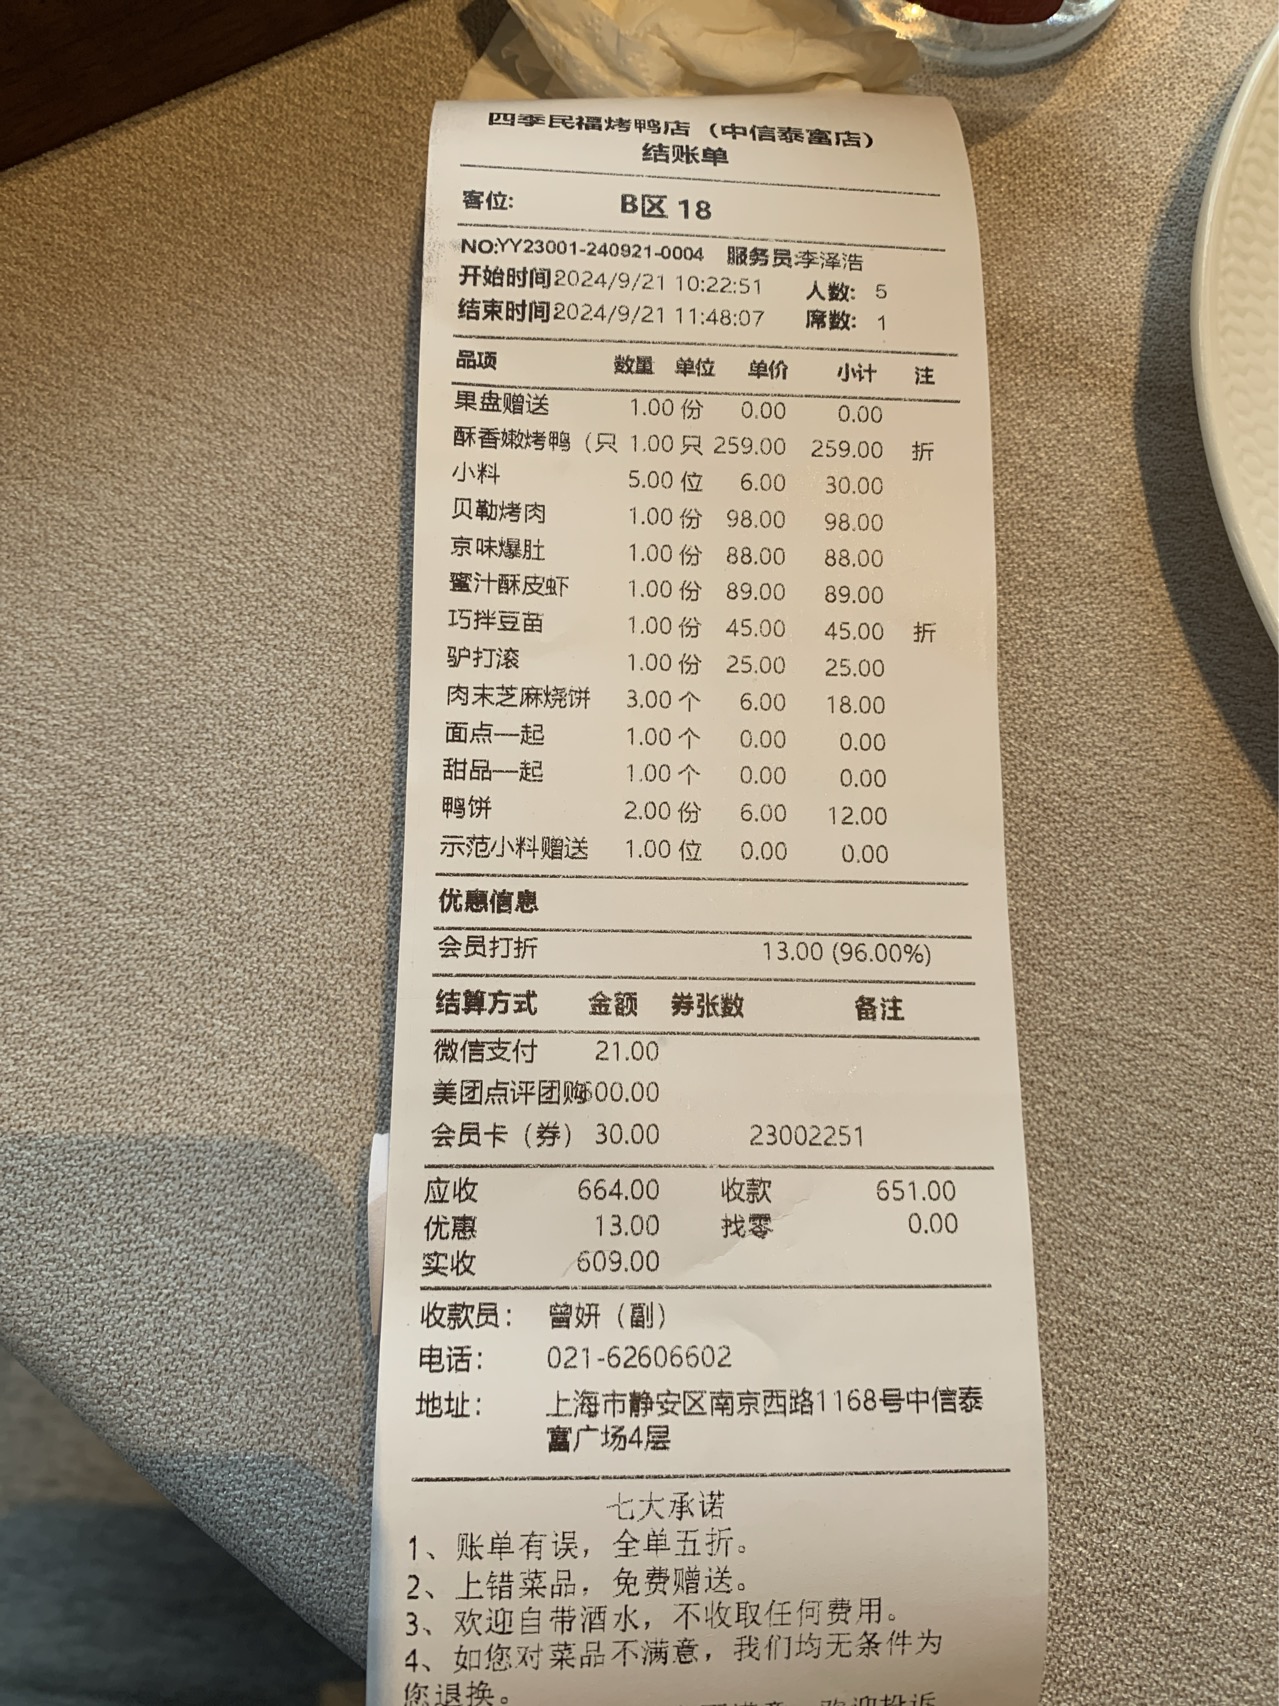 四季民福烤鸭店（中信泰富店）
结账单
客位: B区 18
NO:YY23001-240921-0004 服务员:李泽浩
开始时间2024/9/21 10:22:51 人数: 5
结束时间2024/9/21 11:48:07 席数: 1
品项 数量 单位 单价 小计 注
果盘赠送 1.00 份 0.00 0.00
酥香嫩烤鸭（只 1.00 只 259.00 259.00 折
小料 5.00 位 6.00 30.00
贝勒烤肉 1.00 份 98.00 98.00
京味爆肚 1.00 份 88.00 88.00
蜜汁酥皮虾 1.00 份 89.00 89.00
巧拌豆苗 1.00 份 45.00 45.00 折
驴打滚 1.00 份 25.00 25.00
肉末芝麻烧饼 3.00 个 6.00 18.00
面点一起 1.00 个 0.00 0.00
甜品一起 1.00 个 0.00 0.00
鸭饼 2.00 份 6.00 12.00
示范小料赠送 1.00 位 0.00 0.00
优惠信息
会员打折 13.00 (96.00%)
结算方式 金额 券张数 备注
微信支付 21.00
美团点评团购600.00
会员卡（券） 30.00 23002251
应收 664.00 收款 651.00
优惠 13.00 找零 0.00
实收 609.00
收款员: 曾妍（副）
电话: 021-62606602
地址: 上海市静安区南京西路1168号中信泰
富广场4层
七大承诺
1、账单有误，全单五折。
2、上错菜品，免费赠送。
3、欢迎自带酒水，不收取任何费用。
4、如您对菜品不满意，我们均无条件为
您退换。